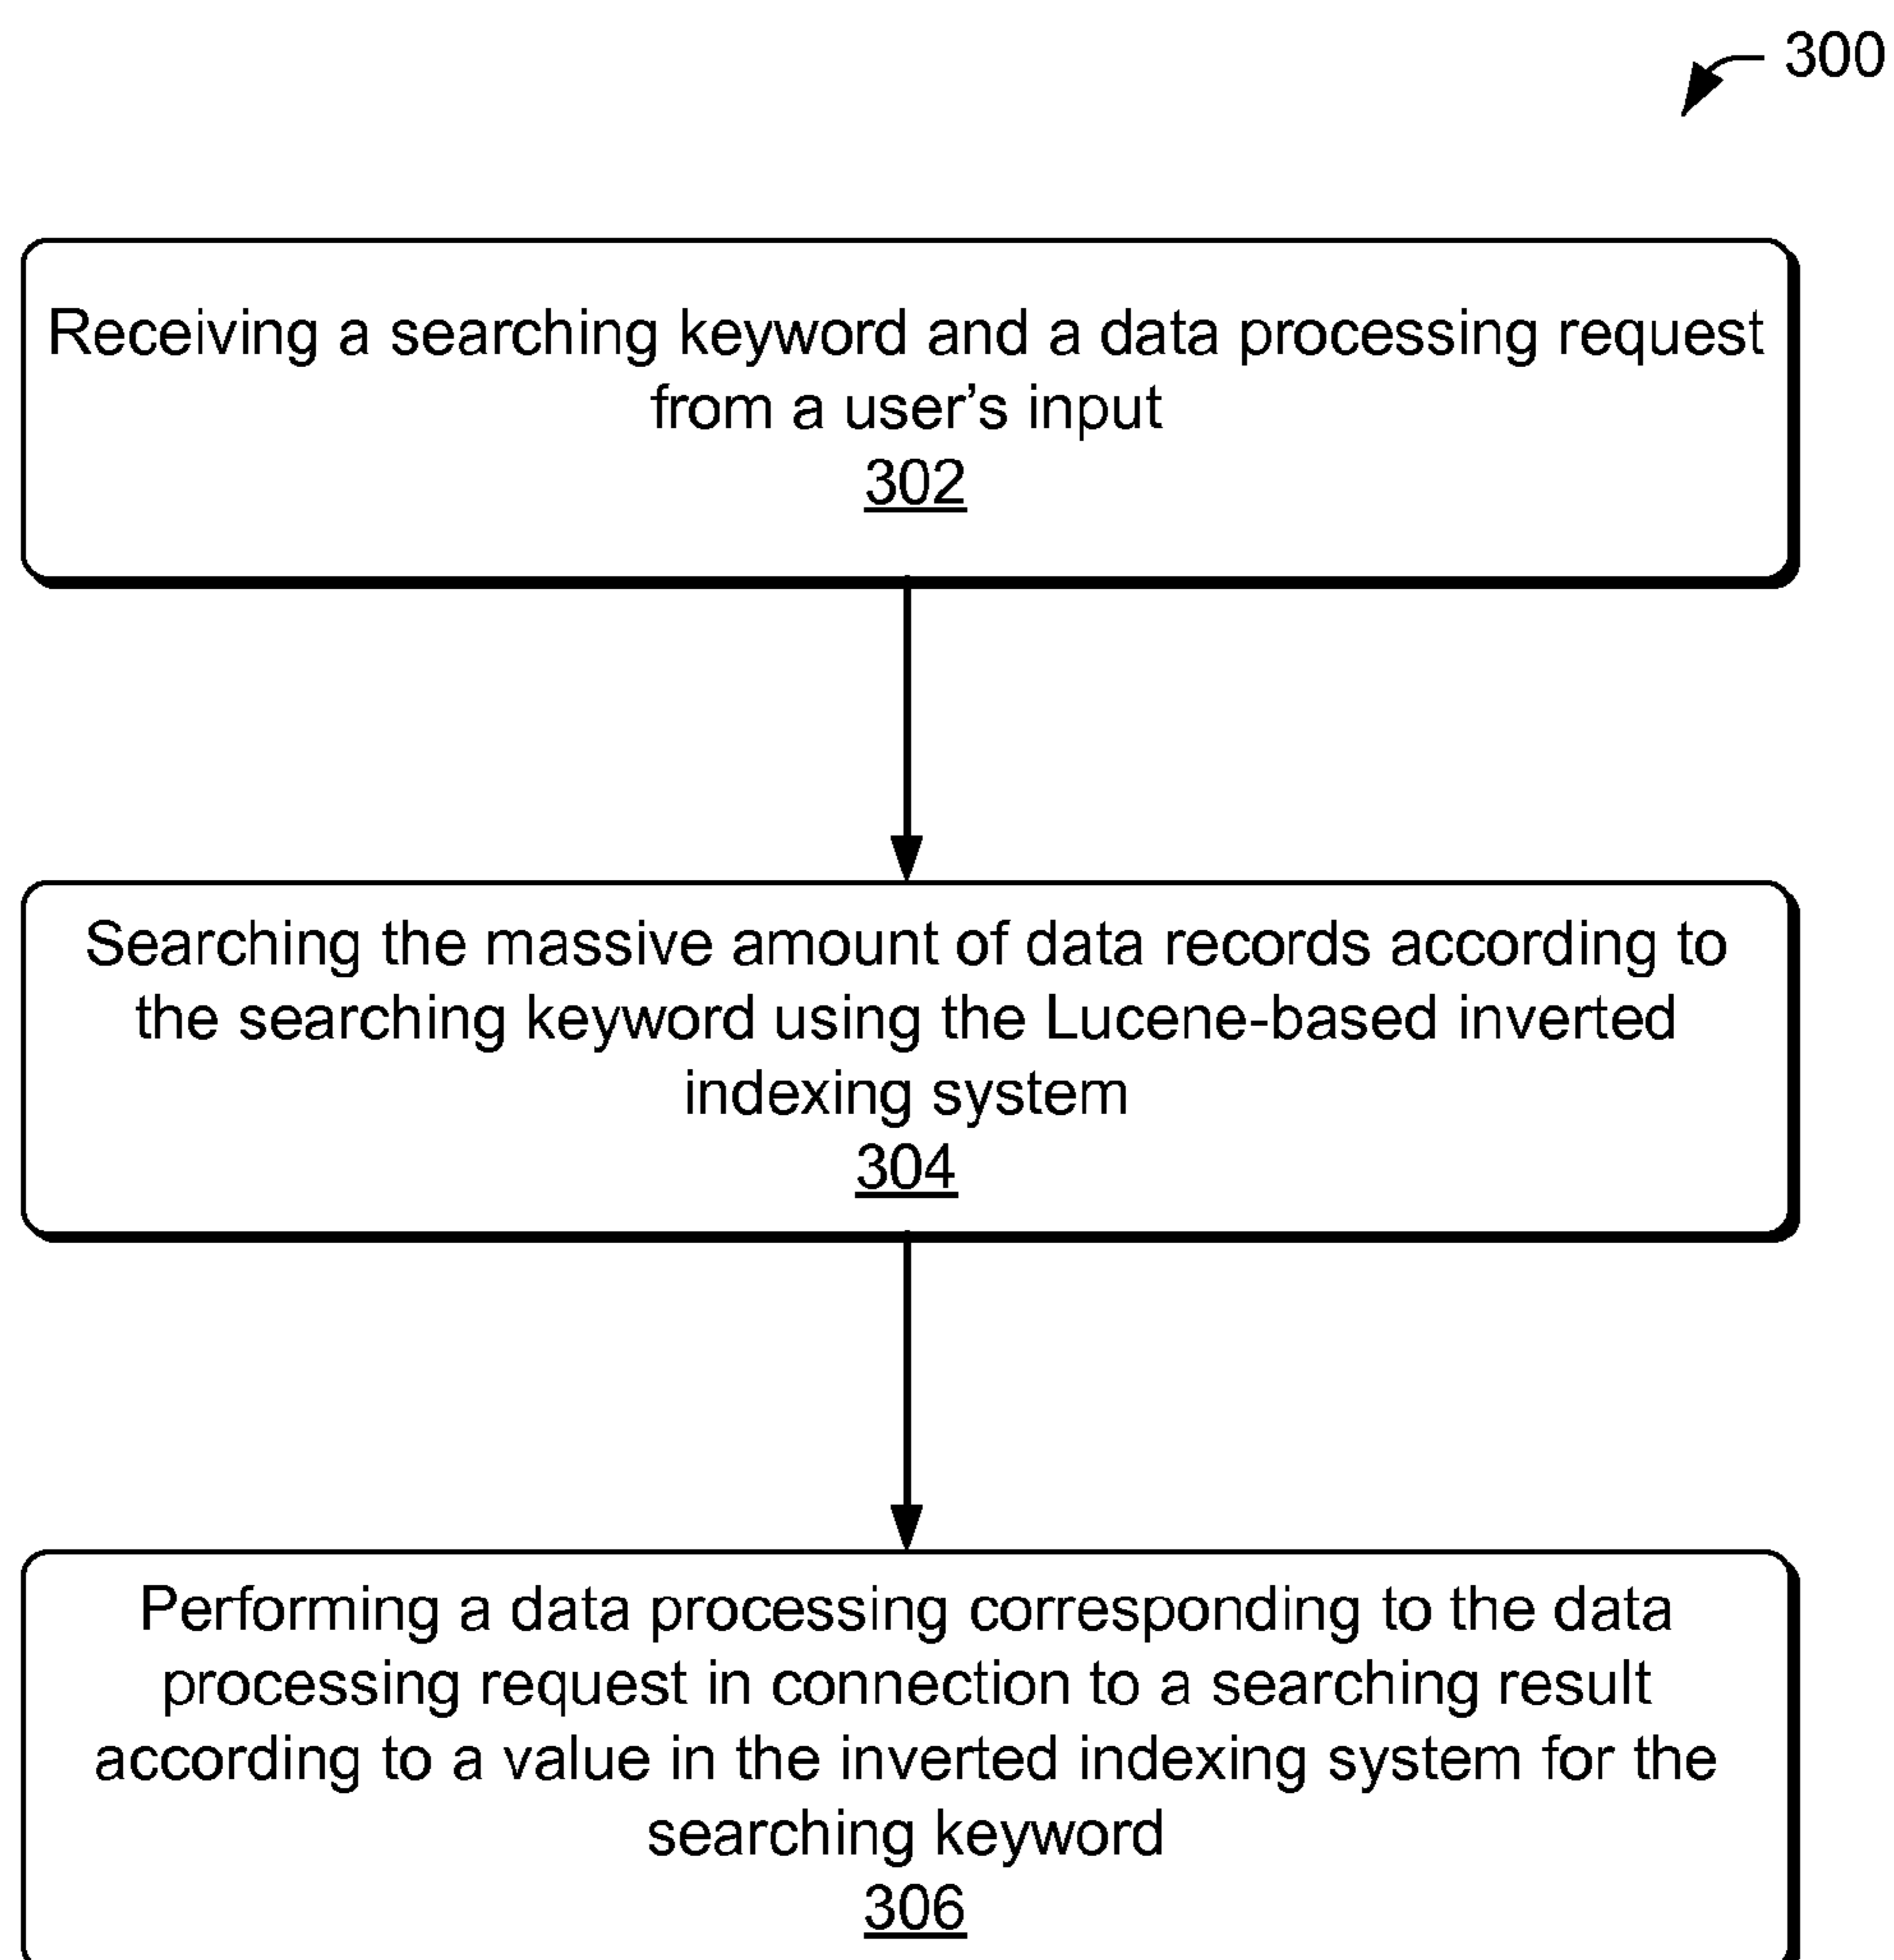 300
Receiving a searching keyword and a data processing request
from a user’s input
302
Searching the massive amount of data records according to
the searching keyword using the Lucene-based inverted
indexing system
304
Performing a data processing corresponding to the data
processing request in connection to a searching result
according to a value in the inverted indexing system for the
searching keyword
306